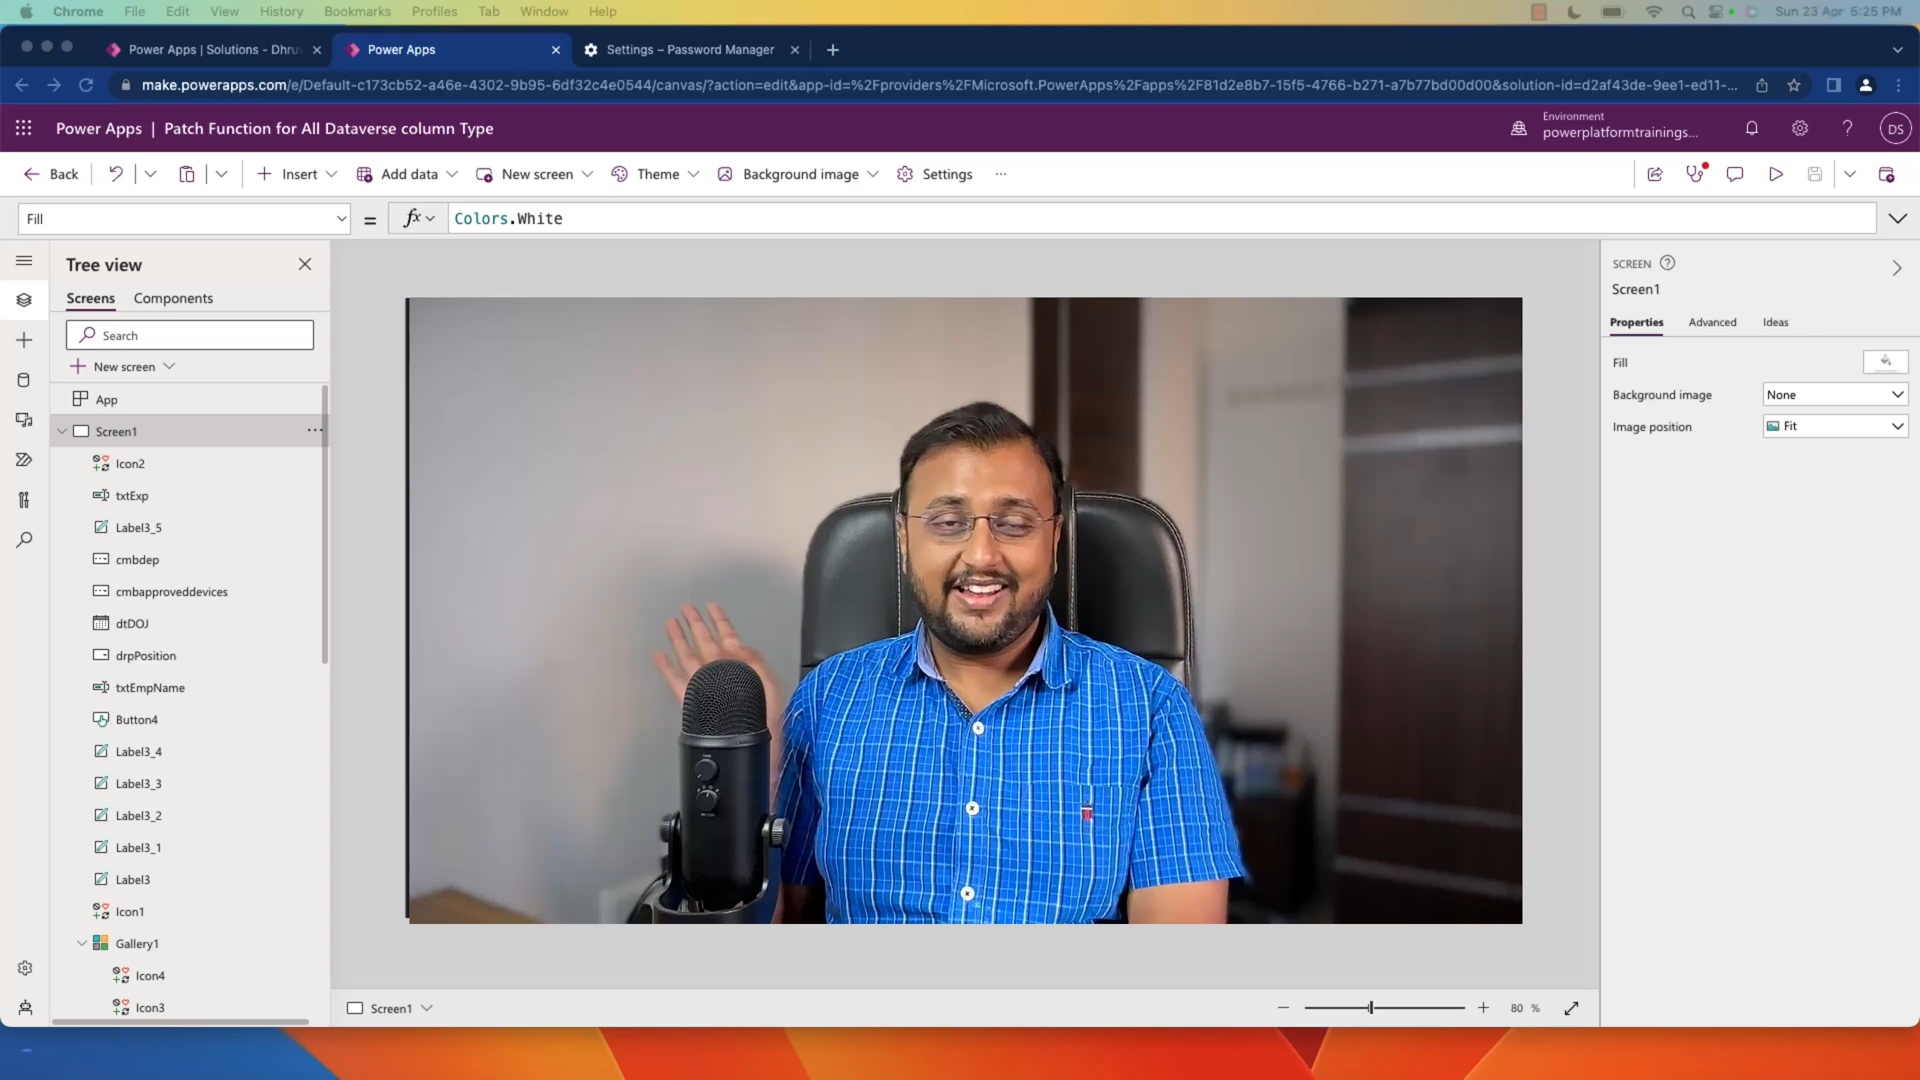 Chrome File Edit View History Bookmarks Profiles Tab Window Help Sun 23 Apr 5:25 PM
Power Apps | Solutions - Dhru Power Apps Settings – Password Manager
make.powerapps.com/e/Default-c173cb52-a46e-4302-9b95-6df32c4e0544/canvas/?action=edit&app-id=%2Fproviders%2FMicrosoft.PowerApps%2Fapps%2F81d2e8b7-15f5-4766-b271-a7b77bd00d00&solution-id=d2af43de-9ee1-ed11-...
Power Apps | Patch Function for All Dataverse column Type
Environment
powerplatformtrainings...
DS
Back Insert Add data New screen Theme Background image Settings ...
Fill = fx Colors.White
Tree view
Screens Components
Search
New screen
App
Screen1
Icon2
txtExp
Label3_5
cmbdep
cmbapproveddevices
dtDOJ
drpPosition
txtEmpName
Button4
Label3_4
Label3_3
Label3_2
Label3_1
Label3
Icon1
Gallery1
Icon4
Icon3
SCREEN
Screen1
Properties Advanced Ideas
Fill
Background image None
Image position Fit
Screen1 80 %